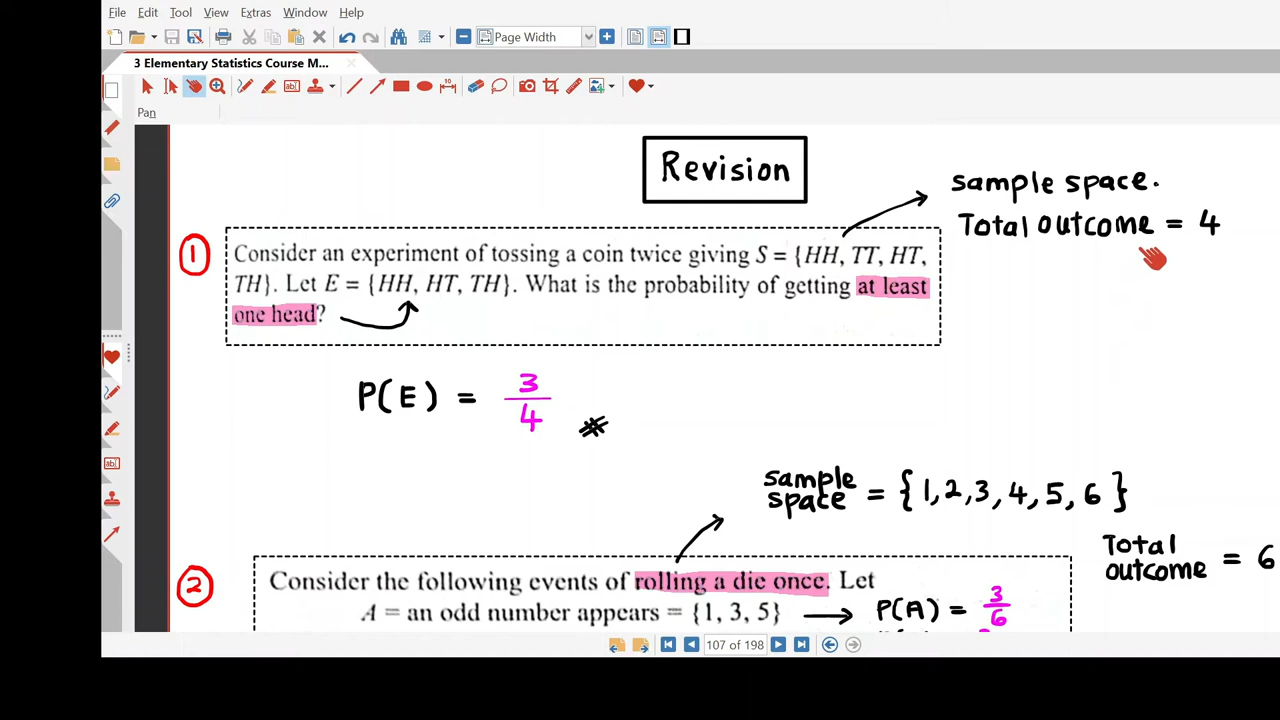 File Edit Tool View Extras Window Help
Page Width
3 Elementary Statistics Course M...
Pan
Revision
sample space.
Total outcome = 4
1
Consider an experiment of tossing a coin twice giving S = {HH, TT, HT,
TH}. Let E = {HH, HT, TH}. What is the probability of getting at least
one head?
P(E) = 3/4
sample
space = {1,2,3,4,5,6}
Total
outcome = 6
2
Consider the following events of rolling a die once. Let
A = an odd number appears = {1, 3, 5} → P(A) = 3/6
107 of 198